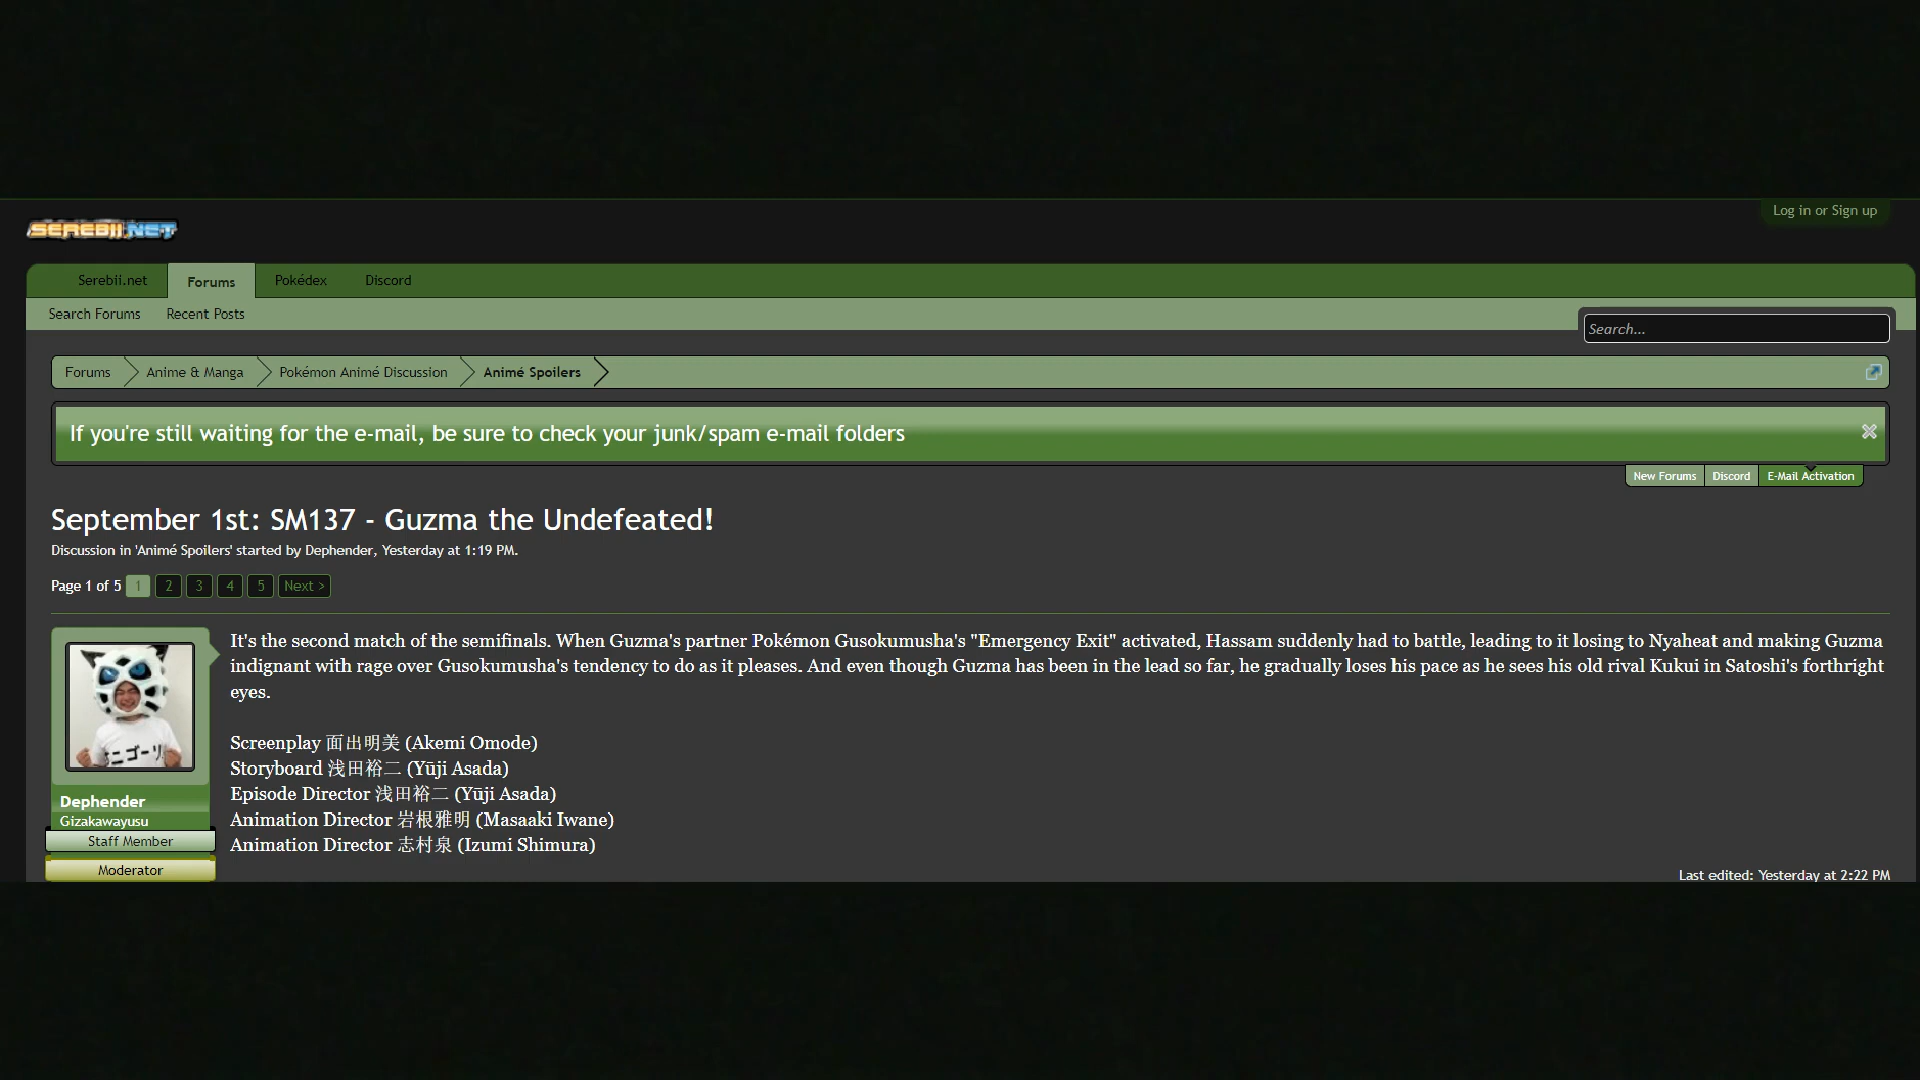 Log in or Sign up
SEREBII.NET
Serebii.net Forums Pokédex Discord
Search Forums Recent Posts
Search...
Forums Anime & Manga Pokémon Animé Discussion Animé Spoilers
If you're still waiting for the e-mail, be sure to check your junk/spam e-mail folders
New Forums Discord E-Mail Activation
September 1st: SM137 - Guzma the Undefeated!
Discussion in 'Animé Spoilers' started by Dephender, Yesterday at 1:19 PM.
Page 1 of 5 1 2 3 4 5 Next >
It's the second match of the semifinals. When Guzma's partner Pokémon Gusokumusha's "Emergency Exit" activated, Hassam suddenly had to battle, leading to it losing to Nyaheat and making Guzma
indignant with rage over Gusokumusha's tendency to do as it pleases. And even though Guzma has been in the lead so far, he gradually loses his pace as he sees his old rival Kukui in Satoshi's forthright
eyes.
Screenplay 面出明美 (Akemi Omode)
Storyboard 浅田裕二 (Yūji Asada)
Episode Director 浅田裕二 (Yūji Asada)
Animation Director 岩根雅明 (Masaaki Iwane)
Animation Director 志村泉 (Izumi Shimura)
Dephender
Gizakawayusu
Staff Member
Moderator
Last edited: Yesterday at 2:22 PM